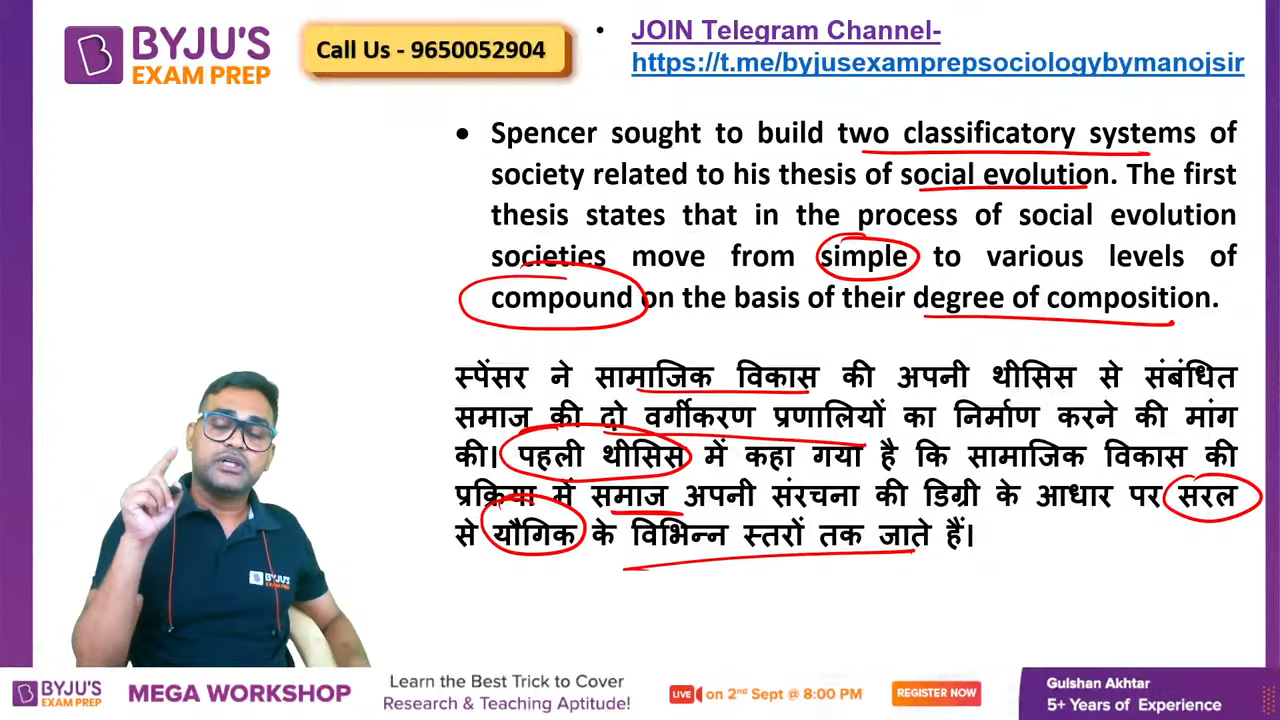 BYJU'S
EXAM PREP
Call Us - 9650052904
• JOIN Telegram Channel-
https://t.me/byjusexamprepsociologybymanojsir
• Spencer sought to build two classificatory systems of
society related to his thesis of social evolution. The first
thesis states that in the process of social evolution
societies move from simple to various levels of
compound on the basis of their degree of composition.
स्पेंसर ने सामाजिक विकास की अपनी थीसिस से संबंधित
समाज की दो वर्गीकरण प्रणालियों का निर्माण करने की मांग
की। पहली थीसिस में कहा गया है कि सामाजिक विकास की
प्रक्रिया में समाज अपनी संरचना की डिग्री के आधार पर सरल
से यौगिक के विभिन्न स्तरों तक जाते हैं।
BYJU'S
EXAM PREP
BYJU'S
EXAM PREP
MEGA WORKSHOP
Learn the Best Trick to Cover
Research & Teaching Aptitude!
LIVE on 2nd Sept @ 8:00 PM
REGISTER NOW
Gulshan Akhtar
5+ Years of Experience